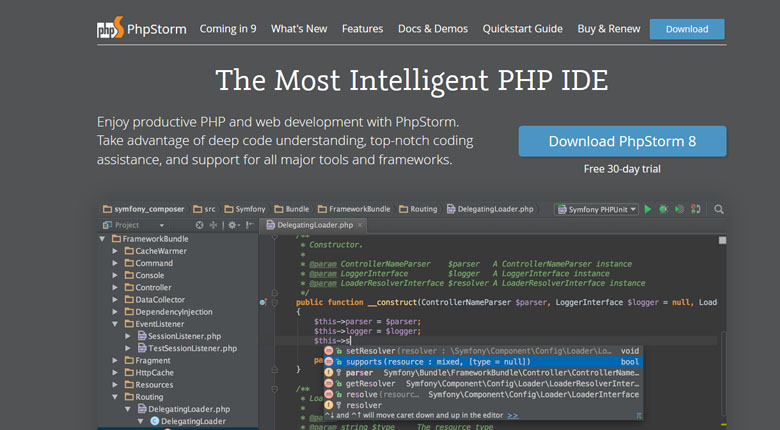 php PhpStorm Coming in 9 What's New Features Docs & Demos Quickstart Guide Buy & Renew Download
The Most Intelligent PHP IDE
Enjoy productive PHP and web development with PhpStorm.
Take advantage of deep code understanding, top-notch coding
assistance, and support for all major tools and frameworks.
Download PhpStorm 8
Free 30-day trial
symfony_composer src Symfony Bundle FrameworkBundle Routing DelegatingLoader.php Symfony PHPUnit
Project
FrameworkBundle
CacheWarmer
Command
Console
Controller
DataCollector
DependencyInjection
EventListener
SessionListener.php
TestSessionListener.php
Fragment
HttpCache
Resources
Routing
DelegatingLoader.php
DelegatingLoader
DelegatingLoader.php ×
/**
* Constructor.
*
* @param ControllerNameParser $parser A ControllerNameParser instance
* @param LoggerInterface $logger A LoggerInterface instance
* @param LoaderResolverInterface $resolver A LoaderResolverInterface instance
*/
public function __construct(ControllerNameParser $parser, LoggerInterface $logger = null, Load
{
$this->parser = $parser;
$this->logger = $logger;
$this->s
setResolver(resolver : \Symfony\Component\Config\Loader\Lo... void
supports(resource : mixed, [type = null]) bool
pa
parser Symfony\Bundle\FrameworkBundle\Controller\ControllerName...
getResolver Symfony\Component\Config\Loader\LoaderResolverInter...
resolve(resourc... Symfony\Component\Config\Loader\LoaderInterface
resolver
^↓ and ^↑ will move caret down and up in the editor >>
}
/**
* Loa
*
* @pa
* @param string $type The resource type